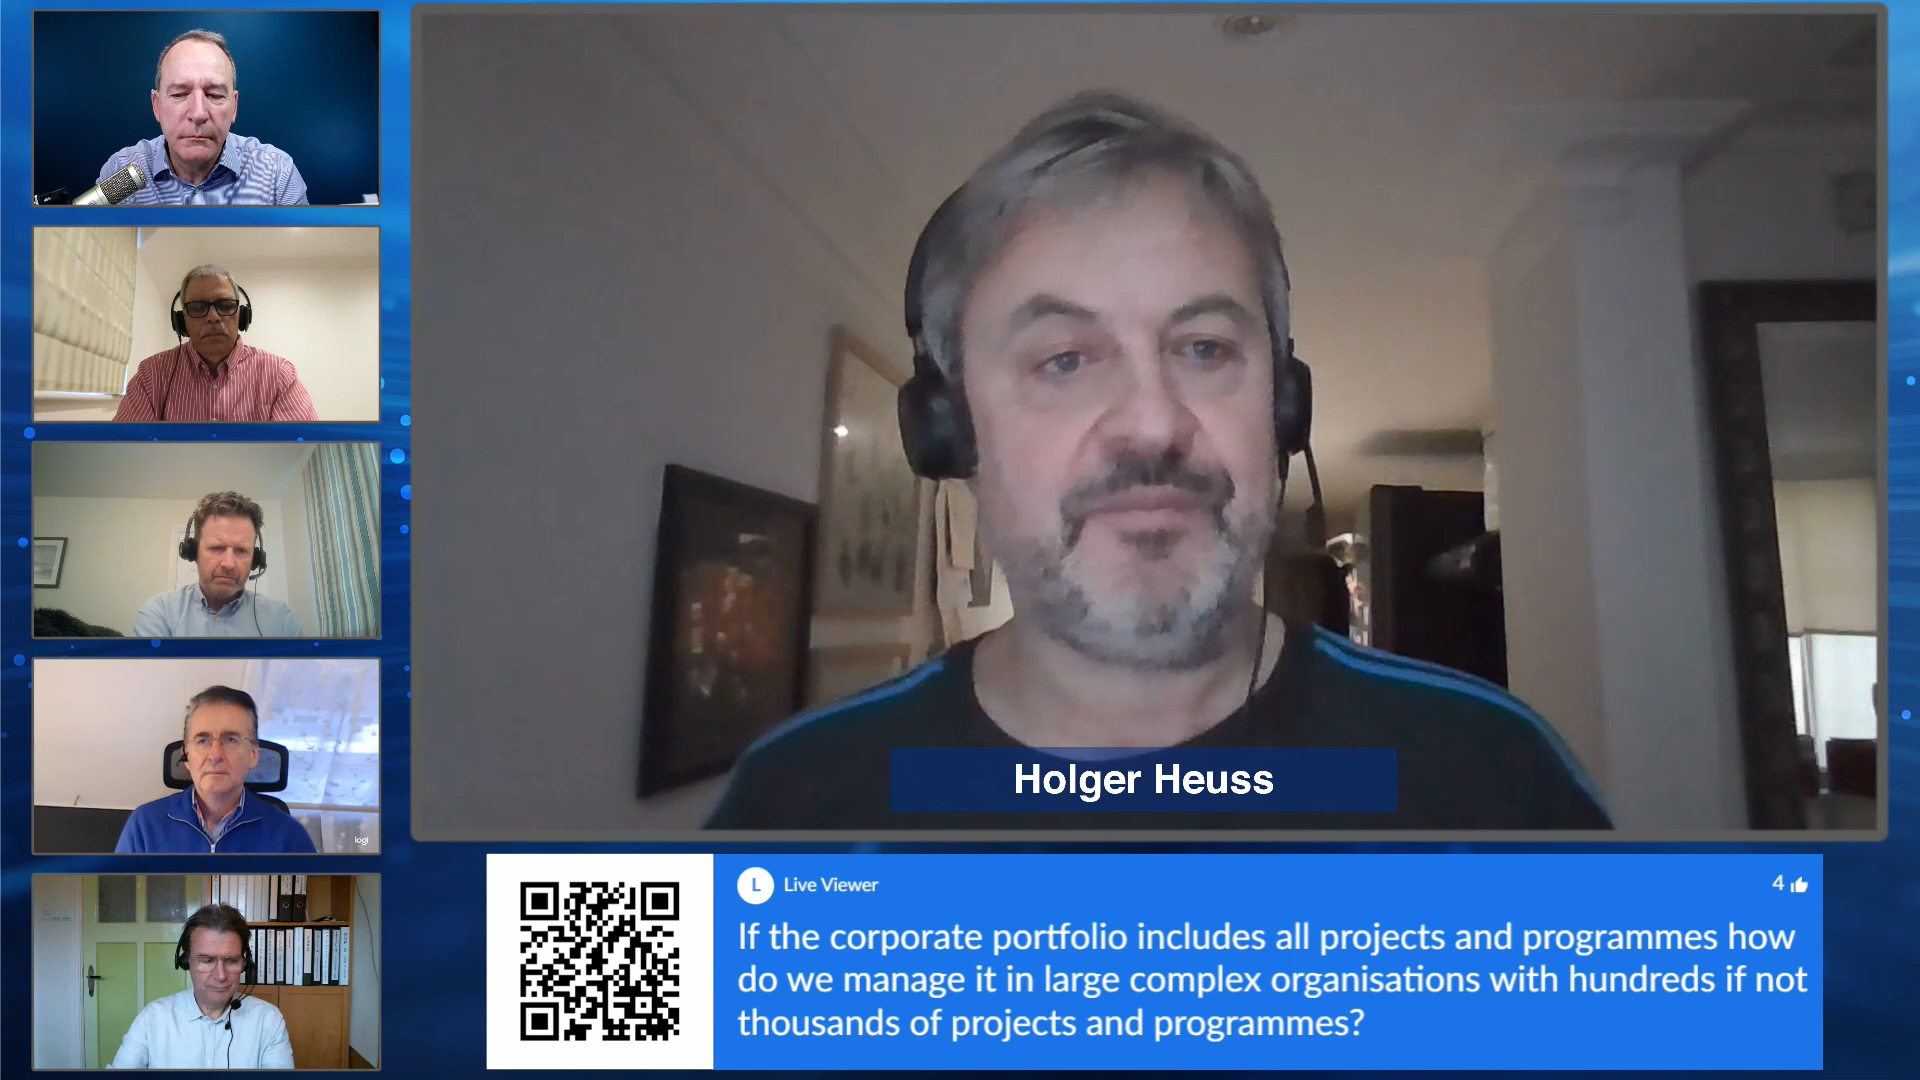 logi
Holger Heuss
L Live Viewer
4
If the corporate portfolio includes all projects and programmes how
do we manage it in large complex organisations with hundreds if not
thousands of projects and programmes?